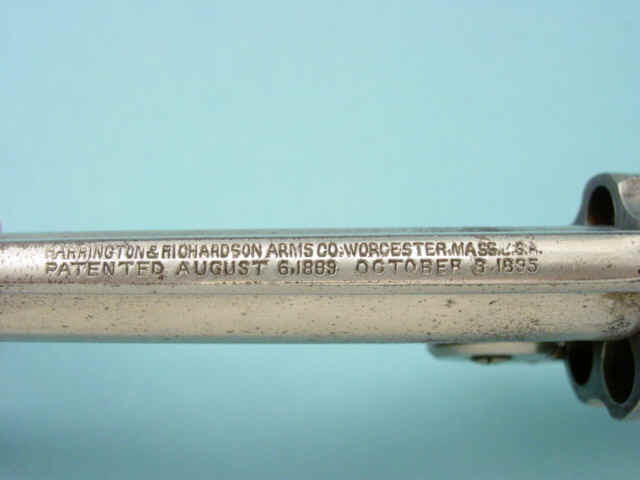 HARRINGTON & RICHARDSON ARMS CO. WORCESTER. MASS. U.S.A.
PATENTED AUGUST 6.1889. OCTOBER 8.1895